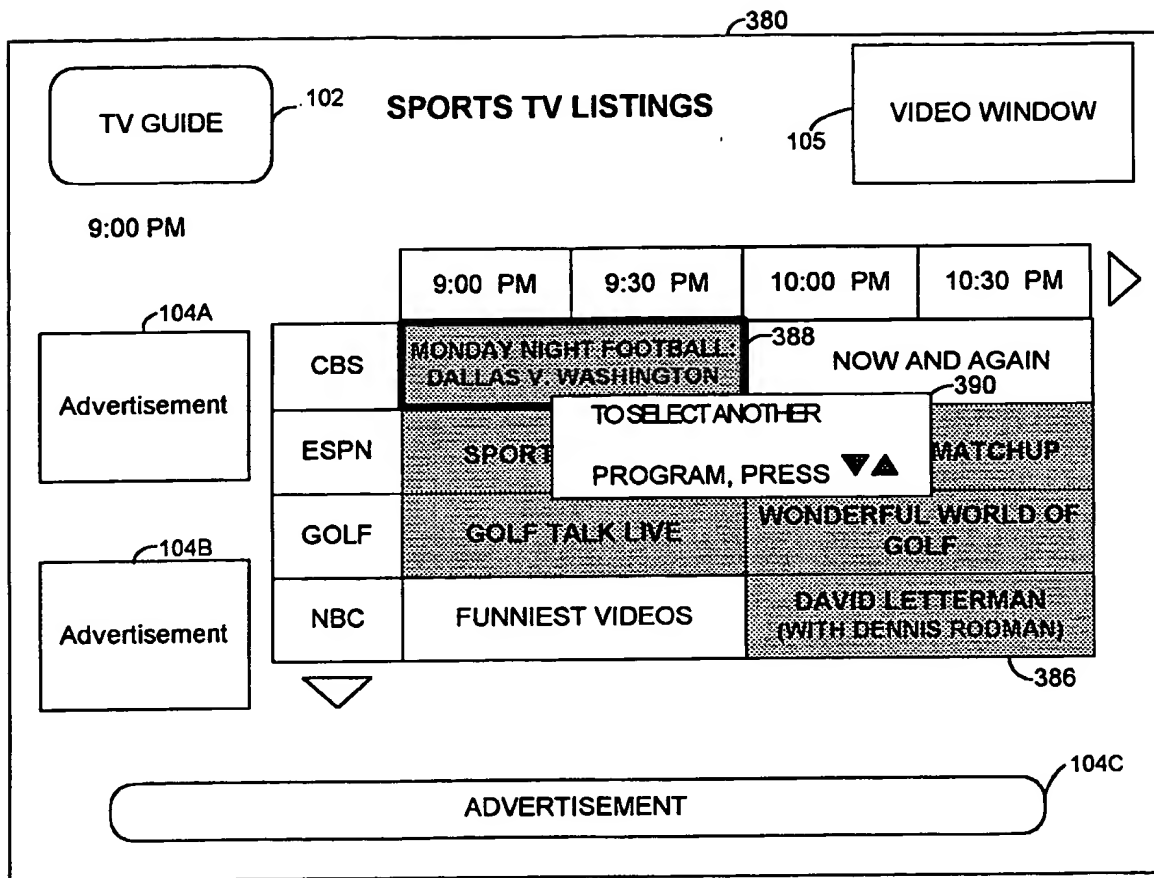 380
TV GUIDE
102
SPORTS TV LISTINGS
105
VIDEO WINDOW
9:00 PM
9:00 PM
9:30 PM
10:00 PM
10:30 PM
104A
Advertisement
CBS
MONDAY NIGHT FOOTBALL:
DALLAS V. WASHINGTON
388
NOW AND AGAIN
390
TO SELECT ANOTHER
PROGRAM, PRESS ▼▲
ESPN
SPORT
MATCHUP
GOLF
GOLF TALK LIVE
WONDERFUL WORLD OF
GOLF
104B
Advertisement
NBC
FUNNIEST VIDEOS
DAVID LETTERMAN
(WITH DENNIS RODMAN)
386
104C
ADVERTISEMENT